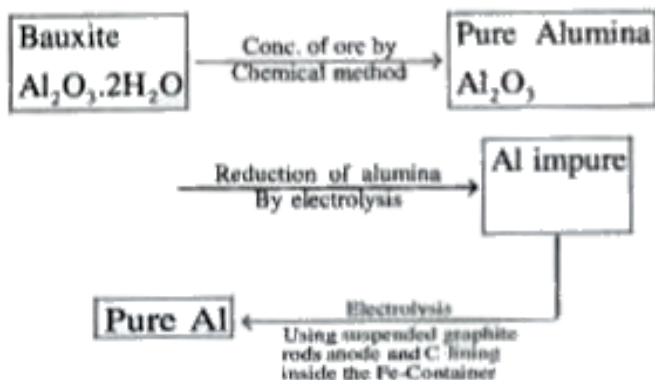 Bauxite
Al₂O₃.2H₂O
Conc. of ore by
Chemical method
Pure Alumina
Al₂O₃
Reduction of alumina
By electrolysis
Al impure
Pure Al
Electrolysis
Using suspended graphite
rods anode and C lining
inside the Fe-Container